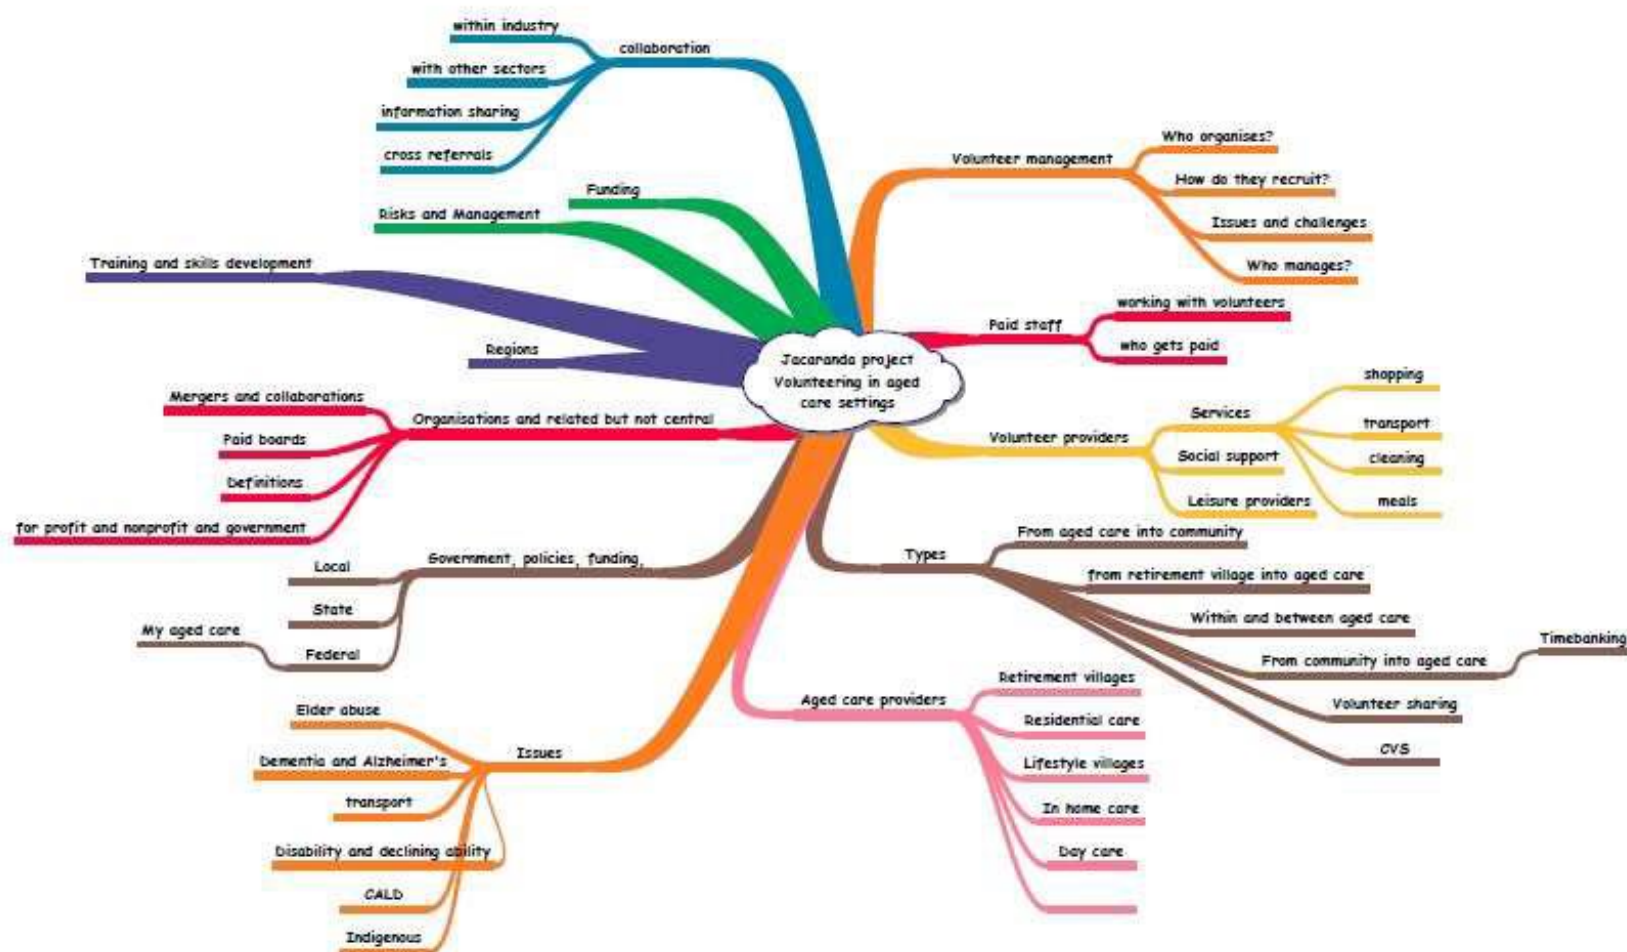 Jacaranda project
Volunteering in aged
care settings
collaboration
within industry
with other sectors
information sharing
cross referrals
Funding
Risks and Management
Training and skills development
Regions
Organisations and related but not central
Mergers and collaborations
Paid boards
Definitions
for profit and nonprofit and government
Government, policies, funding,
Local
State
Federal
My aged care
Issues
Elder abuse
Dementia and Alzheimer's
transport
Disability and declining ability
CALD
Indigenous
Volunteer management
Who organises?
How do they recruit?
Issues and challenges
Who manages?
Paid staff
working with volunteers
who gets paid
Volunteer providers
Services
shopping
transport
cleaning
meals
Social support
Leisure providers
Types
From aged care into community
from retirement village into aged care
Within and between aged care
From community into aged care
Timebanking
Volunteer sharing
CVS
Aged care providers
Retirement villages
Residential care
Lifestyle villages
In home care
Day care